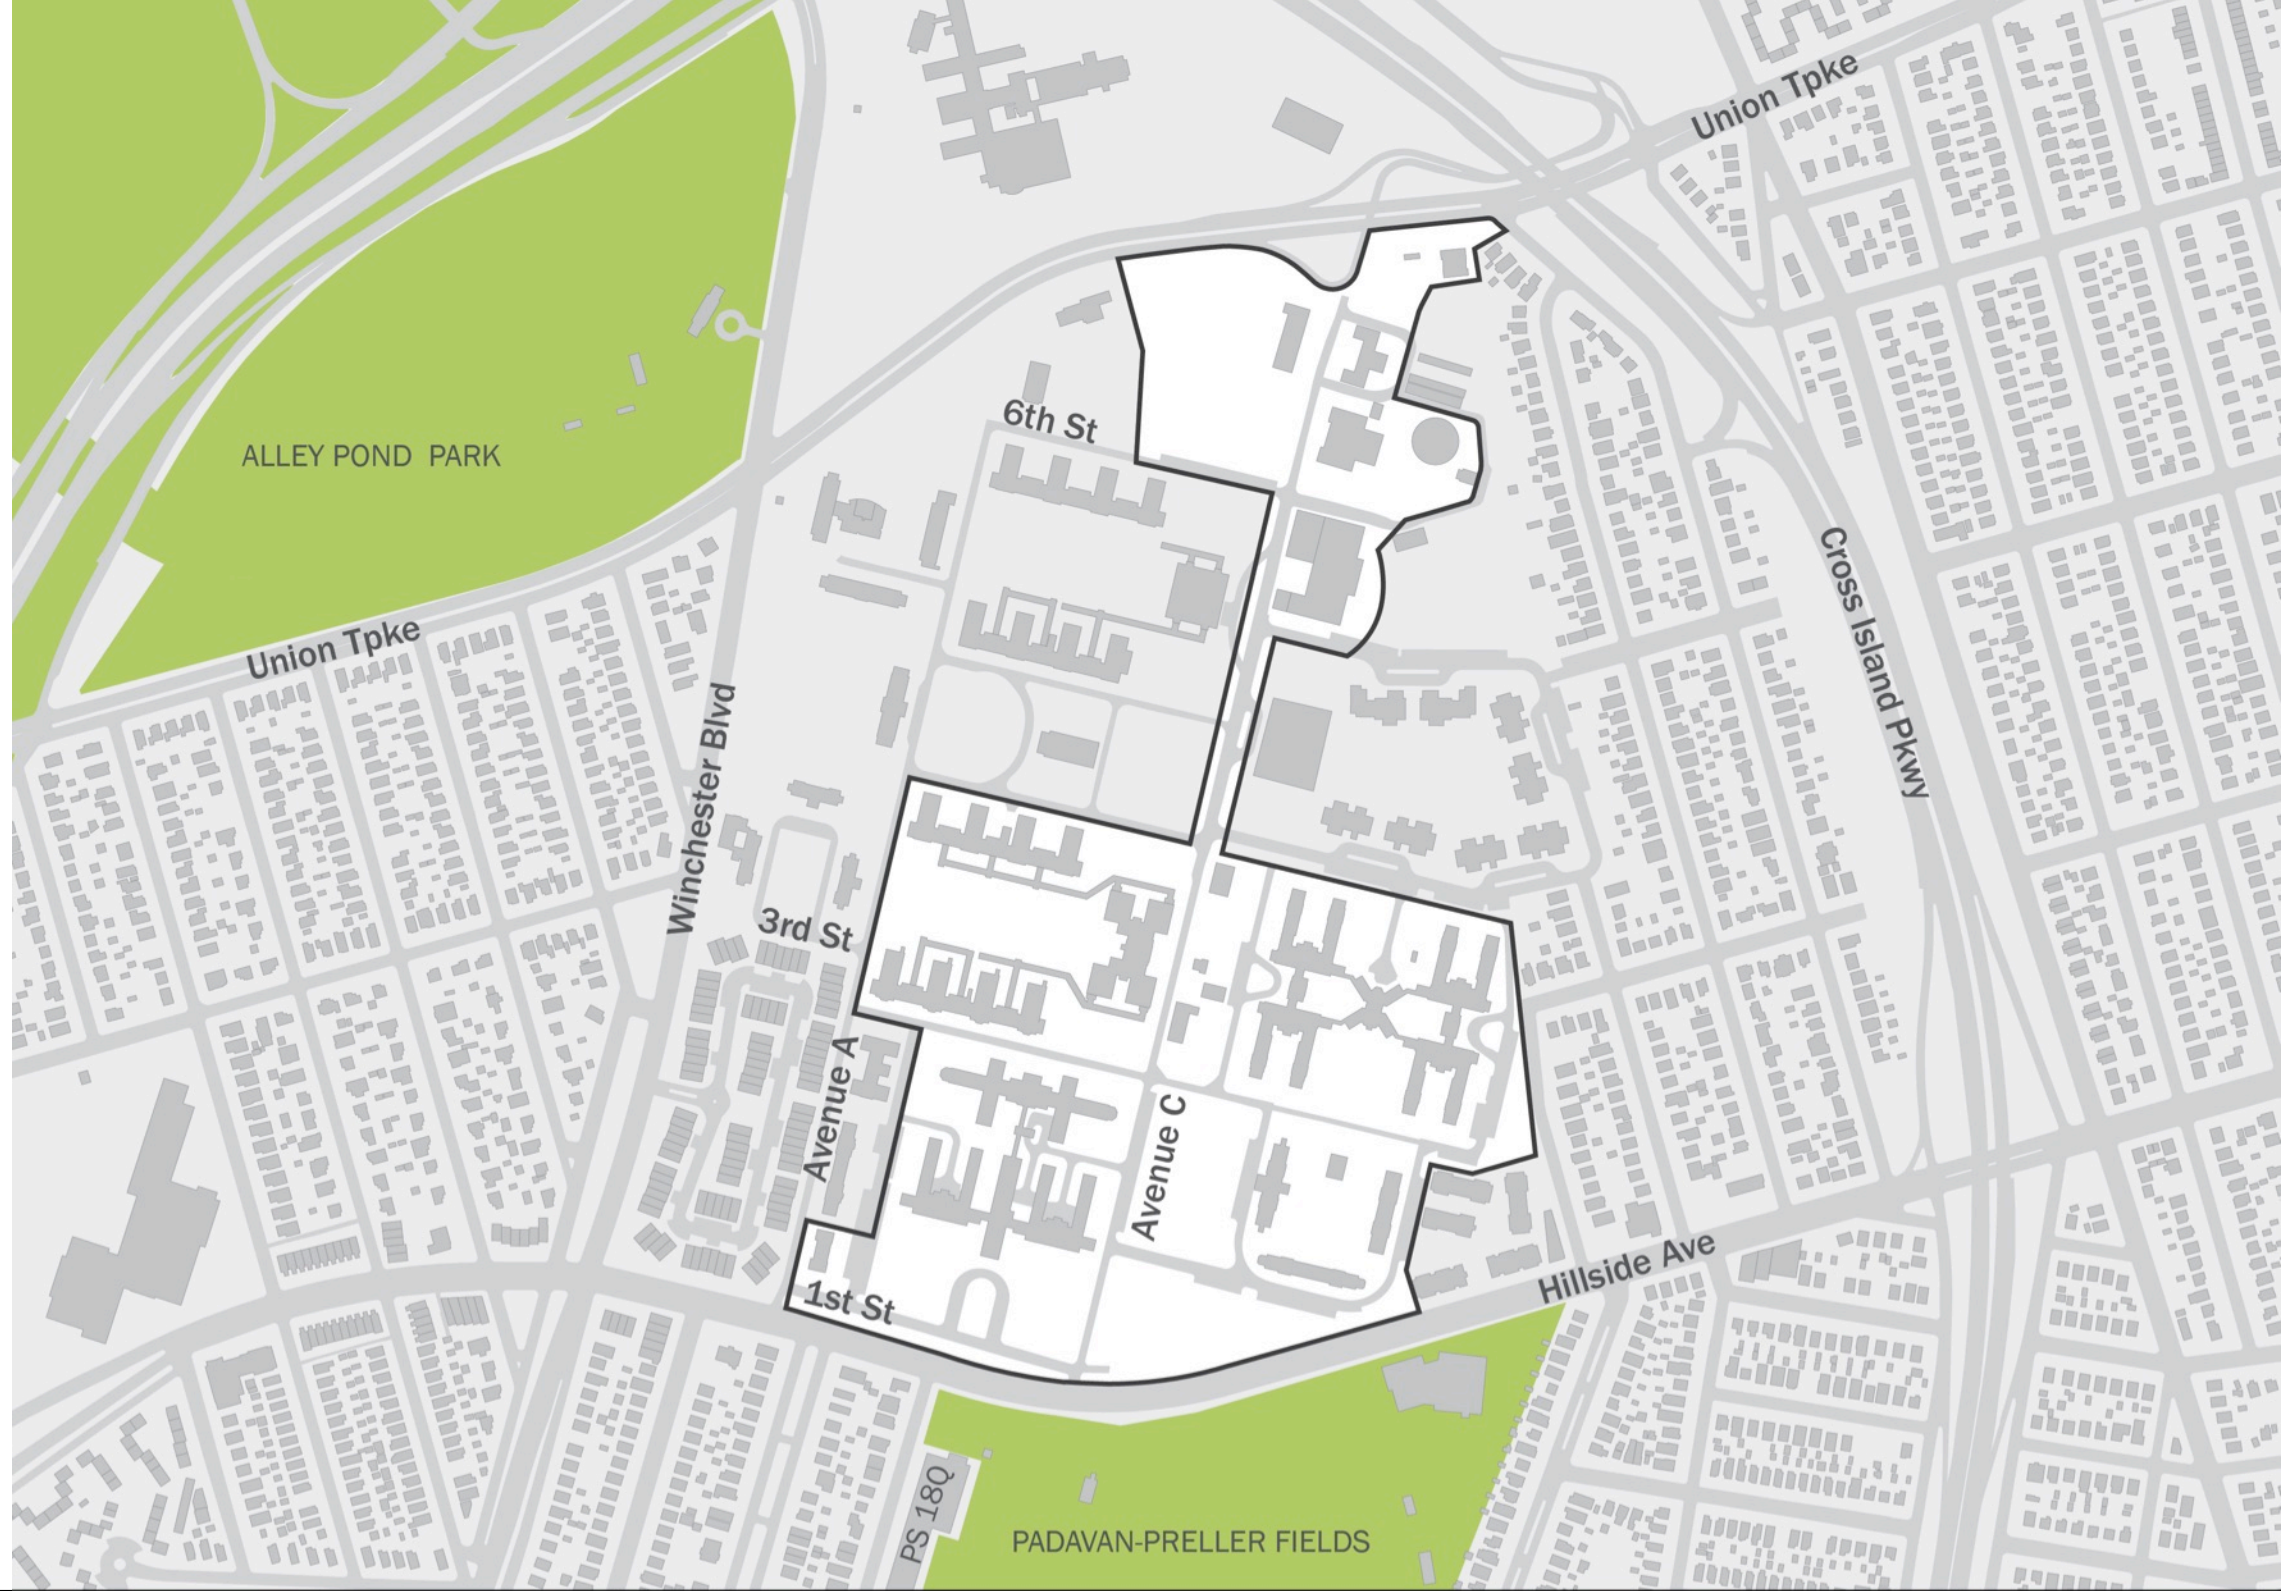 Union Tpke
6th St
ALLEY POND PARK
Cross Island Pkwy
Union Tpke
Winchester Blvd
3rd St
Avenue A
Avenue C
Hillside Ave
1st St
PS 18Q
PADAVAN-PRELLER FIELDS